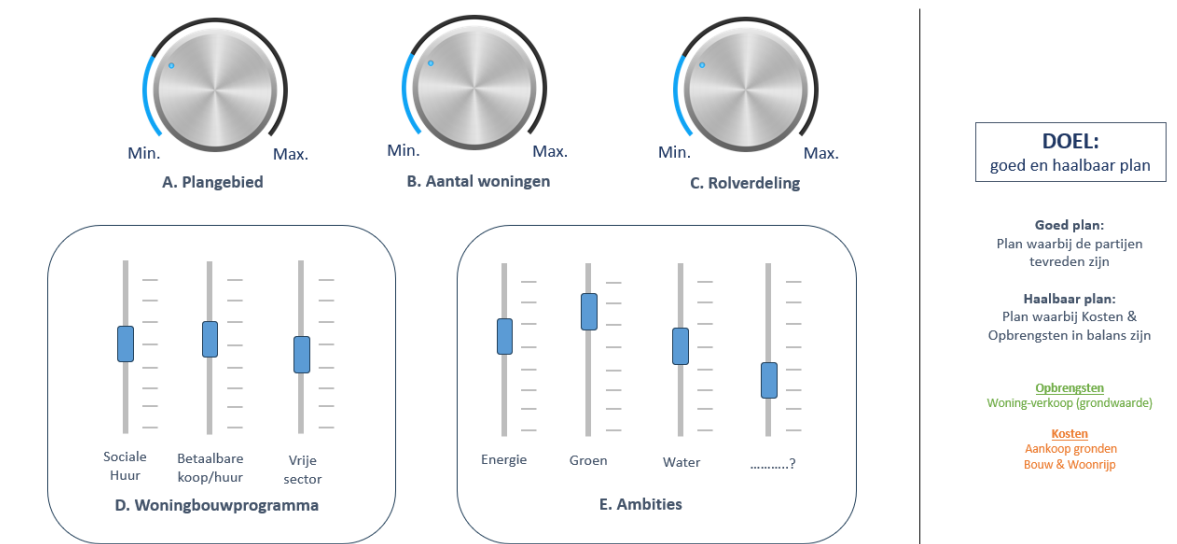 Min.
Max.
A. Plangebied
Min.
Max.
B. Aantal woningen
Min.
Max.
C. Rolverdeling
Sociale
Huur
Betaalbare
koop/huur
Vrije
sector
D. Woningbouwprogramma
Energie
Groen
Water
………..?
E. Ambities
DOEL:
goed en haalbaar plan
Goed plan:
Plan waarbij de partijen
tevreden zijn
Haalbaar plan:
Plan waarbij Kosten &
Opbrengsten in balans zijn
Opbrengsten
Woning-verkoop (grondwaarde)
Kosten
Aankoop gronden
Bouw & Woonrijp